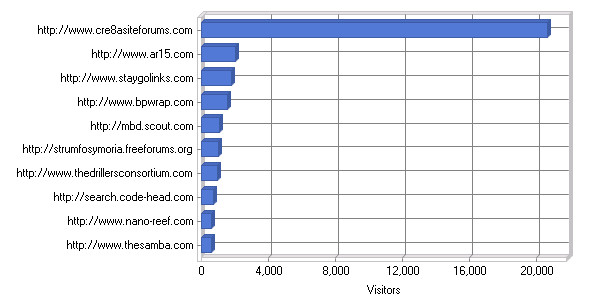 http://www.cre8asiteforums.com
http://www.ar15.com
http://www.staygolinks.com
http://www.bpwrap.com
http://mbd.scout.com
http://strumfosymoria.freeforums.org
http://www.thedrillersconsortium.com
http://search.code-head.com
http://www.nano-reef.com
http://www.thesamba.com
0 4,000 8,000 12,000 16,000 20,000
Visitors